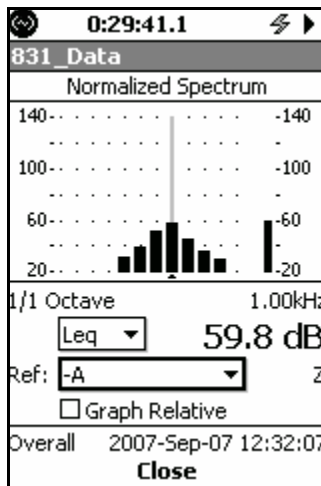 0:29:41.1
831_Data
Normalized Spectrum
140 -140
100 -100
60 -60
20 -20
1/1 Octave 1.00kHz
Leq 59.8 dB
Ref: -A Z
Graph Relative
Overall 2007-Sep-07 12:32:07
Close